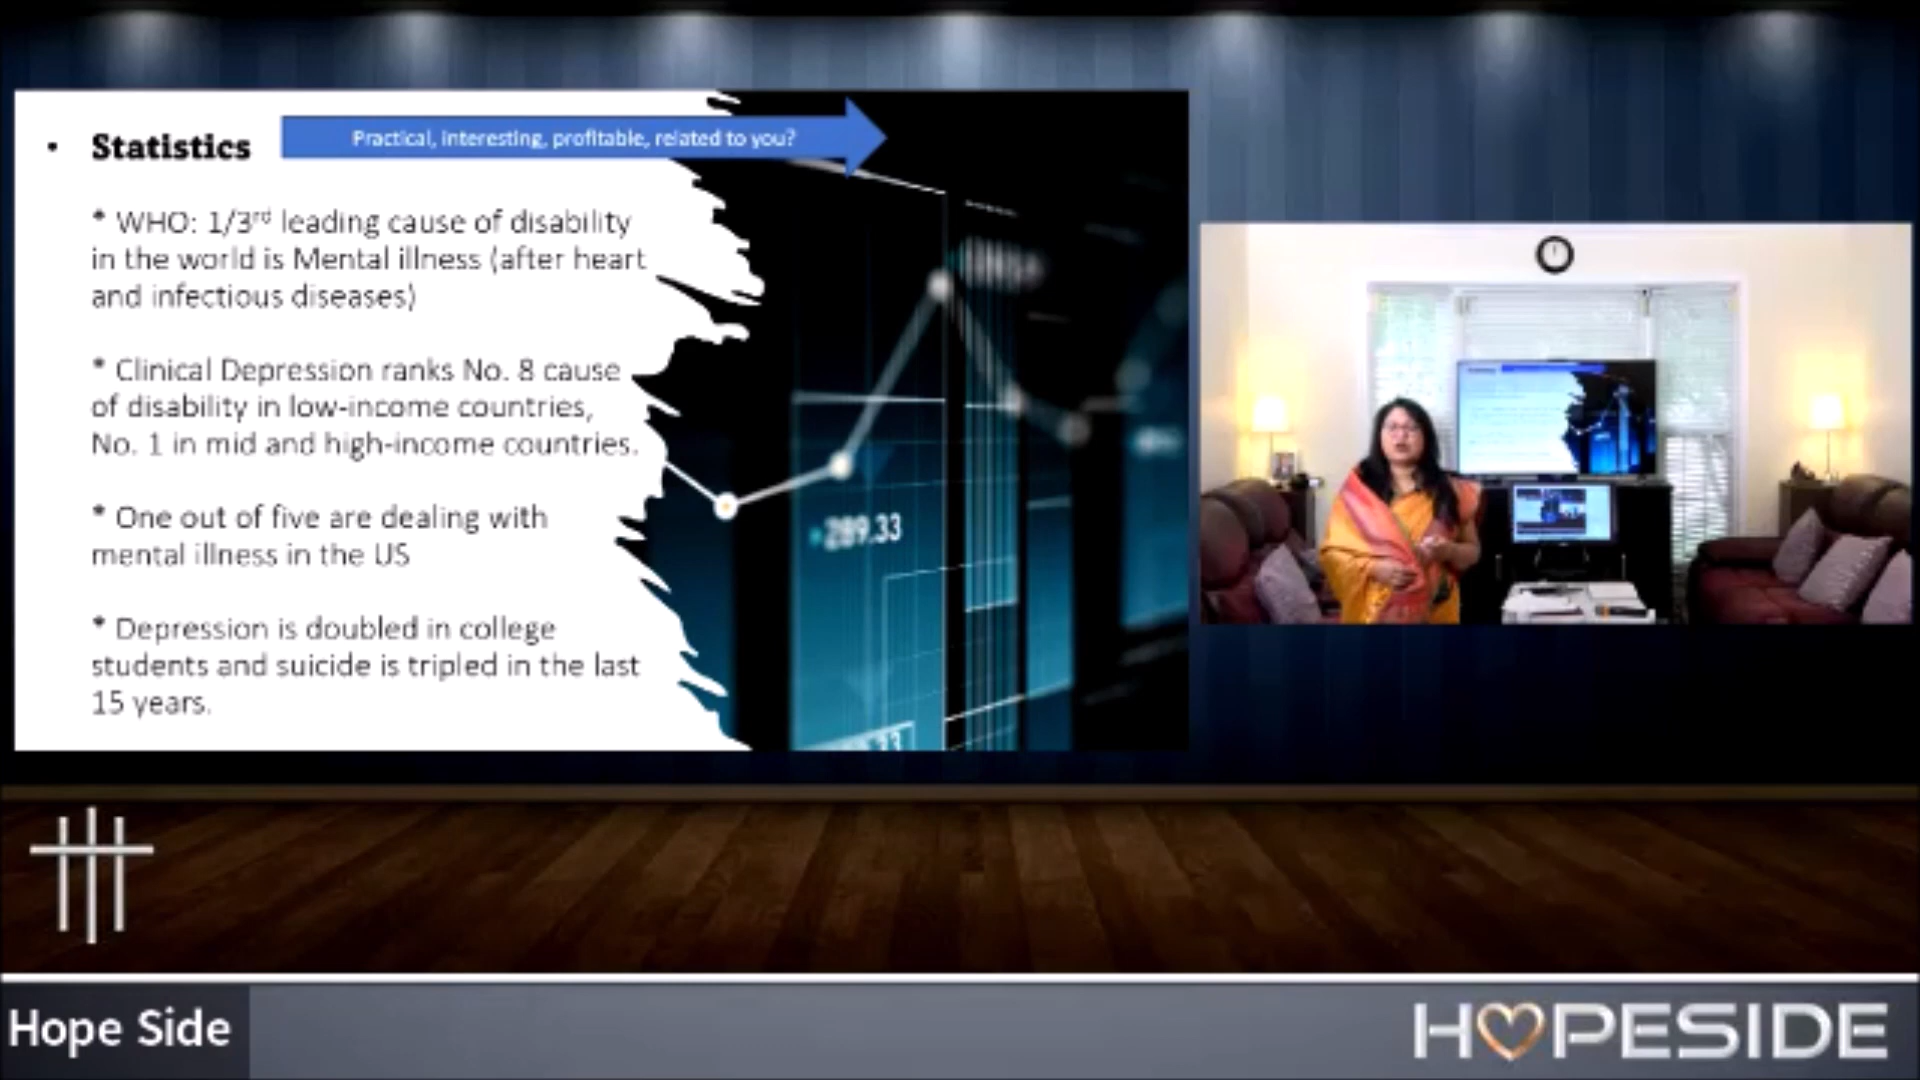 • Statistics
Practical, interesting, profitable, related to you?
* WHO: 1/3rd leading cause of disability
in the world is Mental illness (after heart
and infectious diseases)
* Clinical Depression ranks No. 8 cause
of disability in low-income countries,
No. 1 in mid and high-income countries.
* One out of five are dealing with
mental illness in the US
* Depression is doubled in college
students and suicide is tripled in the last
15 years.
289.33
Hope Side
HOPESIDE